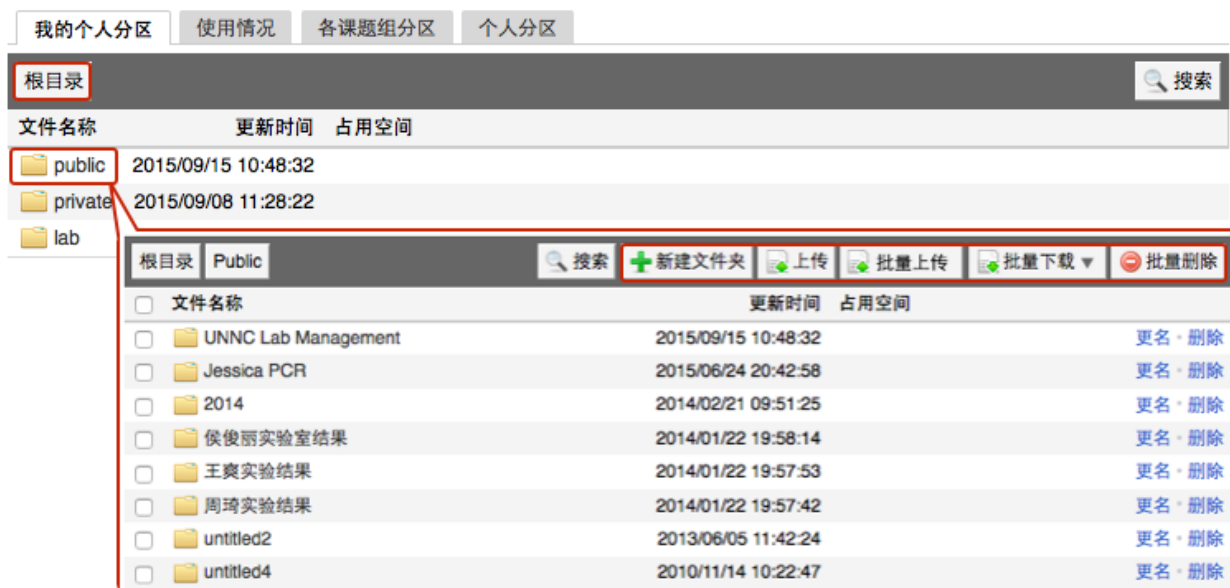 我的个人分区 使用情况 各课题组分区 个人分区
根目录 搜索
文件名称 更新时间 占用空间
public 2015/09/15 10:48:32
private 2015/09/08 11:28:22
lab
根目录 Public 搜索 新建文件夹 上传 批量上传 批量下载 ▼ 批量删除
文件名称 更新时间 占用空间
UNNC Lab Management 2015/09/15 10:48:32 更名 · 删除
Jessica PCR 2015/06/24 20:42:58 更名 · 删除
2014 2014/02/21 09:51:25 更名 · 删除
侯俊丽实验室结果 2014/01/22 19:58:14 更名 · 删除
王爽实验结果 2014/01/22 19:57:53 更名 · 删除
周琦实验结果 2014/01/22 19:57:42 更名 · 删除
untitled2 2013/06/05 11:42:24 更名 · 删除
untitled4 2010/11/14 10:22:47 更名 · 删除